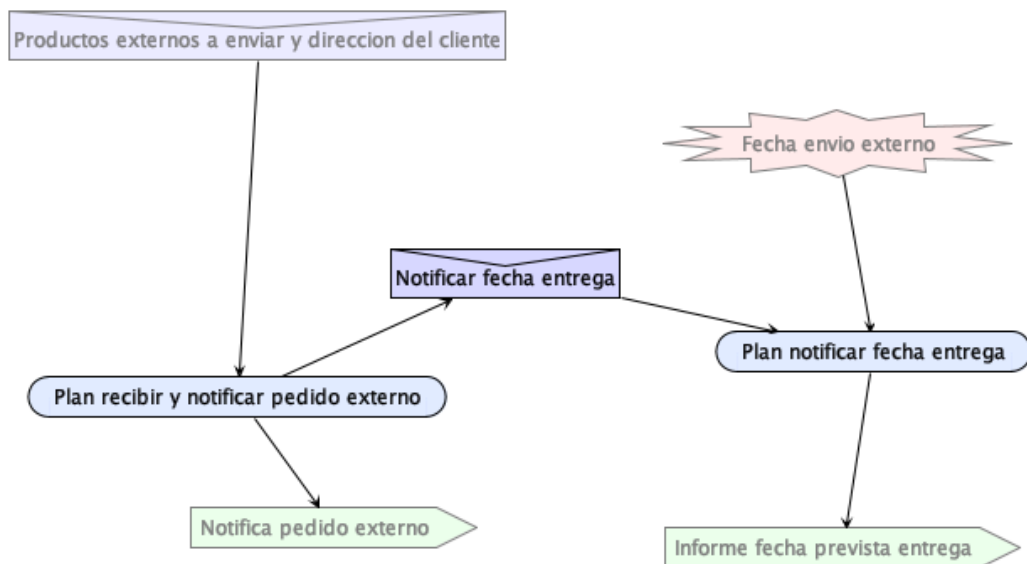 Productos externos a enviar y direccion del cliente
Fecha envio externo
Notificar fecha entrega
Plan notificar fecha entrega
Plan recibir y notificar pedido externo
Notifica pedido externo
Informe fecha prevista entrega